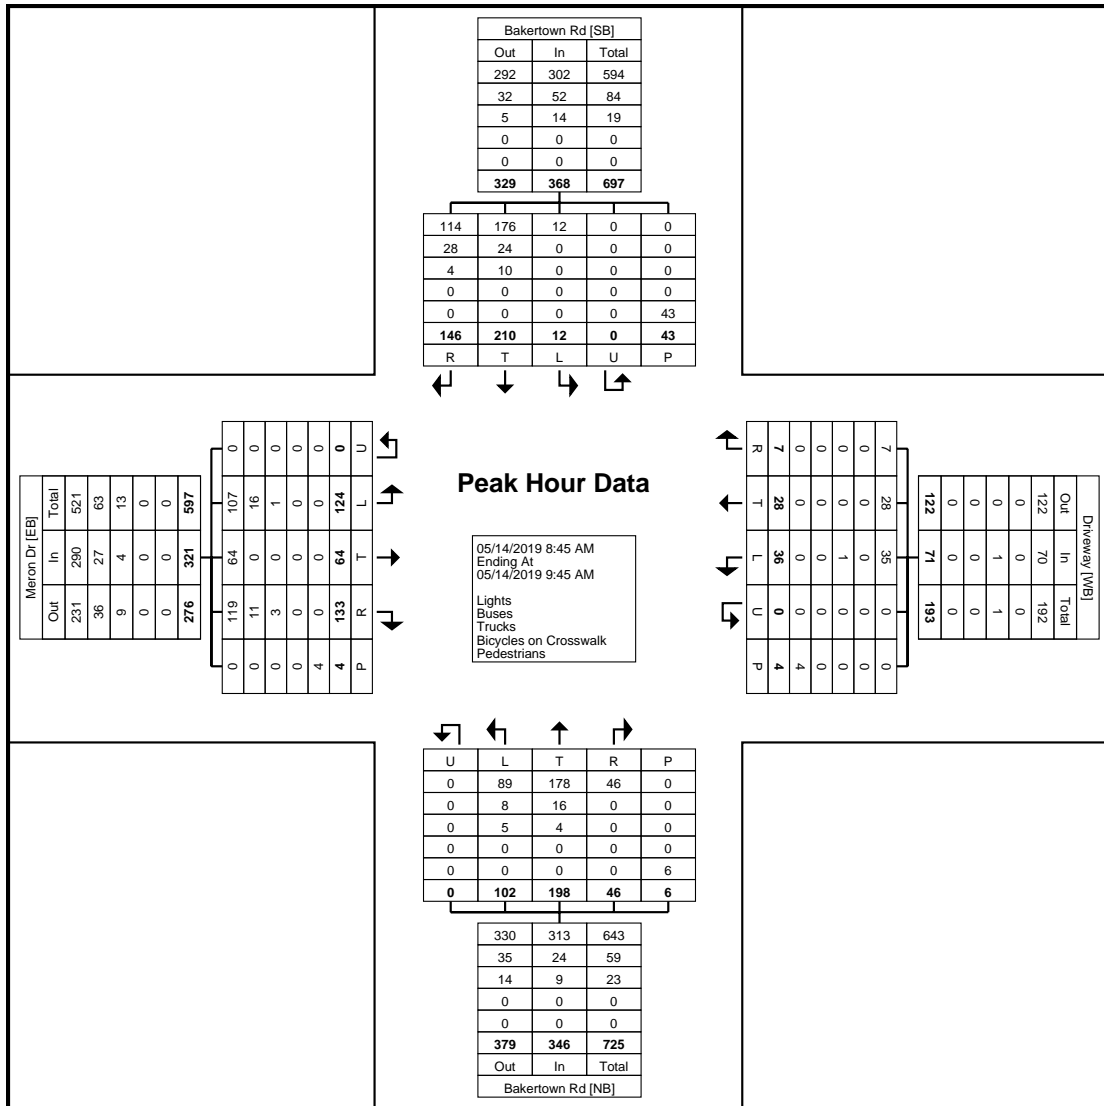 Bakertown Rd [SB]
Out In Total
292 302 594
32 52 84
5 14 19
0 0 0
0 0 0
329 368 697
114 176 12 0 0
28 24 0 0 0
4 10 0 0 0
0 0 0 0 0
0 0 0 0 43
146 210 12 0 43
R T L U P
Meron Dr [EB]
Total In Out
521 290 231
63 27 36
13 4 9
0 0 0
0 0 0
597 321 276
0 107 64 119 0
0 16 0 11 0
0 1 0 3 0
0 0 0 0 0
0 0 0 0 4
0 124 64 133 4
U L T R P
Peak Hour Data
05/14/2019 8:45 AM
Ending At
05/14/2019 9:45 AM
Lights
Buses
Trucks
Bicycles on Crosswalk
Pedestrians
Driveway [WB]
Out In Total
122 70 192
0 0 0
0 1 1
0 0 0
0 0 0
122 71 193
7 28 35 0 0
0 0 0 0 0
0 0 1 0 0
0 0 0 0 0
0 0 0 0 4
7 28 36 0 4
R T L U P
U L T R P
0 89 178 46 0
0 8 16 0 0
0 5 4 0 0
0 0 0 0 0
0 0 0 0 6
0 102 198 46 6
330 313 643
35 24 59
14 9 23
0 0 0
0 0 0
379 346 725
Out In Total
Bakertown Rd [NB]